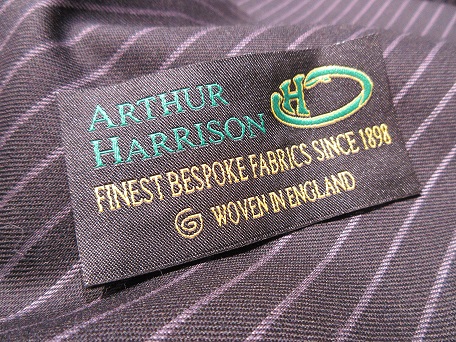 ARTHUR
HARRISON
H
FINEST BESPOKE FABRICS SINCE 1898
WOVEN IN ENGLAND